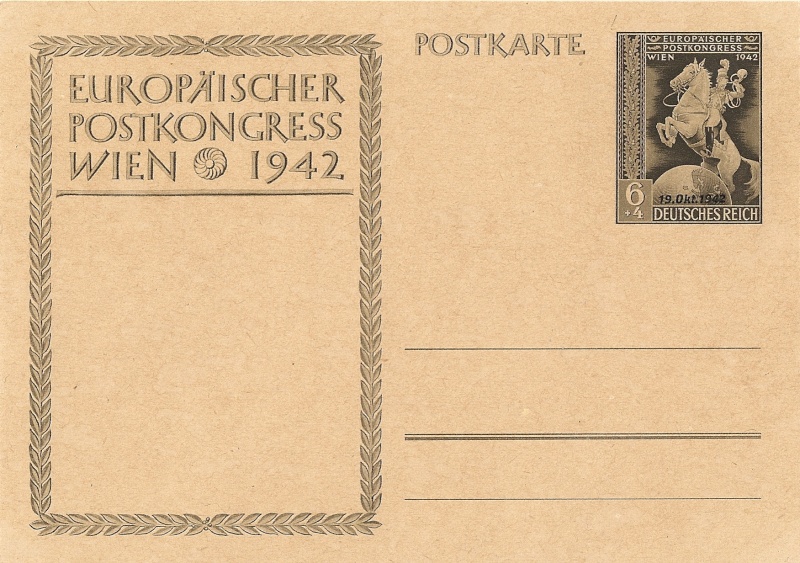 EUROPÄISCHER
POSTKONGRESS
WIEN 1942
POSTKARTE
EUROPÄISCHER
POSTKONGRESS
WIEN 1942
6
+4
19.Okt.1942
DEUTSCHES REICH